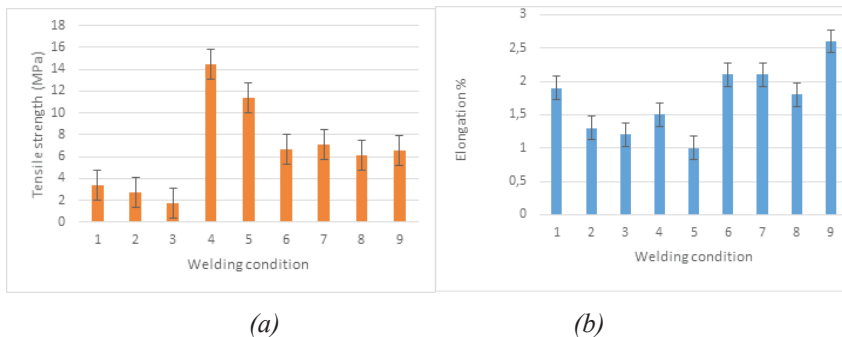 Tensile strength (MPa)
18
16
14
12
10
8
6
4
2
0
1 2 3 4 5 6 7 8 9
Welding condition
(a)
Elongation %
3
2,5
2
1,5
1
0,5
0
1 2 3 4 5 6 7 8 9
Welding condition
(b)